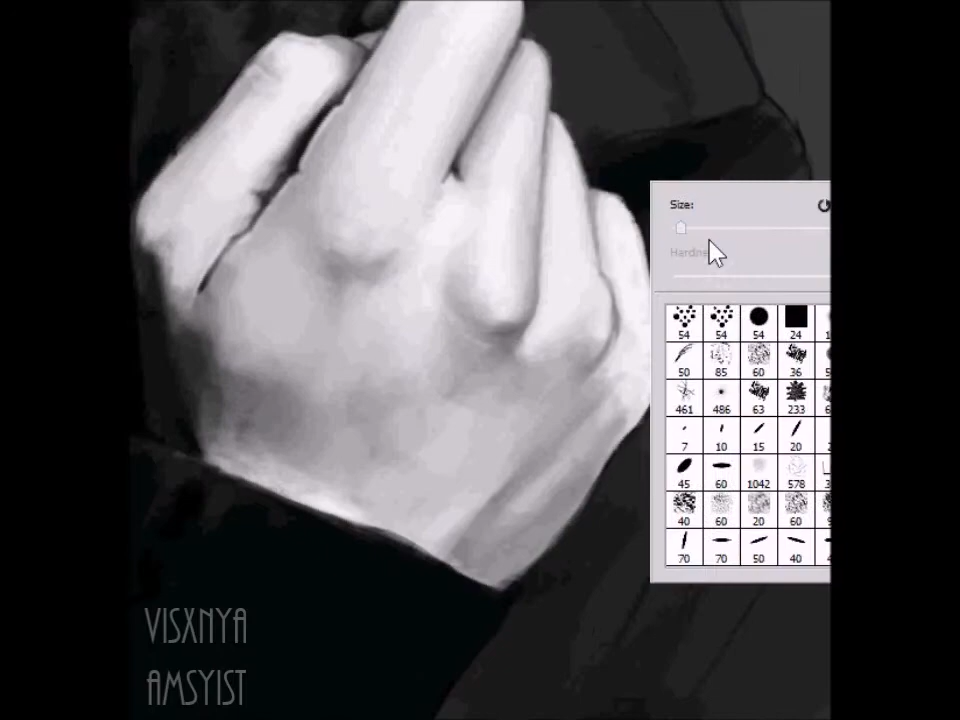 Size:
Hardne
54 54 54 24
50 85 60 36
461 486 63 233
7 10 15 20
45 60 1042 578
40 60 20 60
70 70 50 40
VISXNYA
AMSYIST